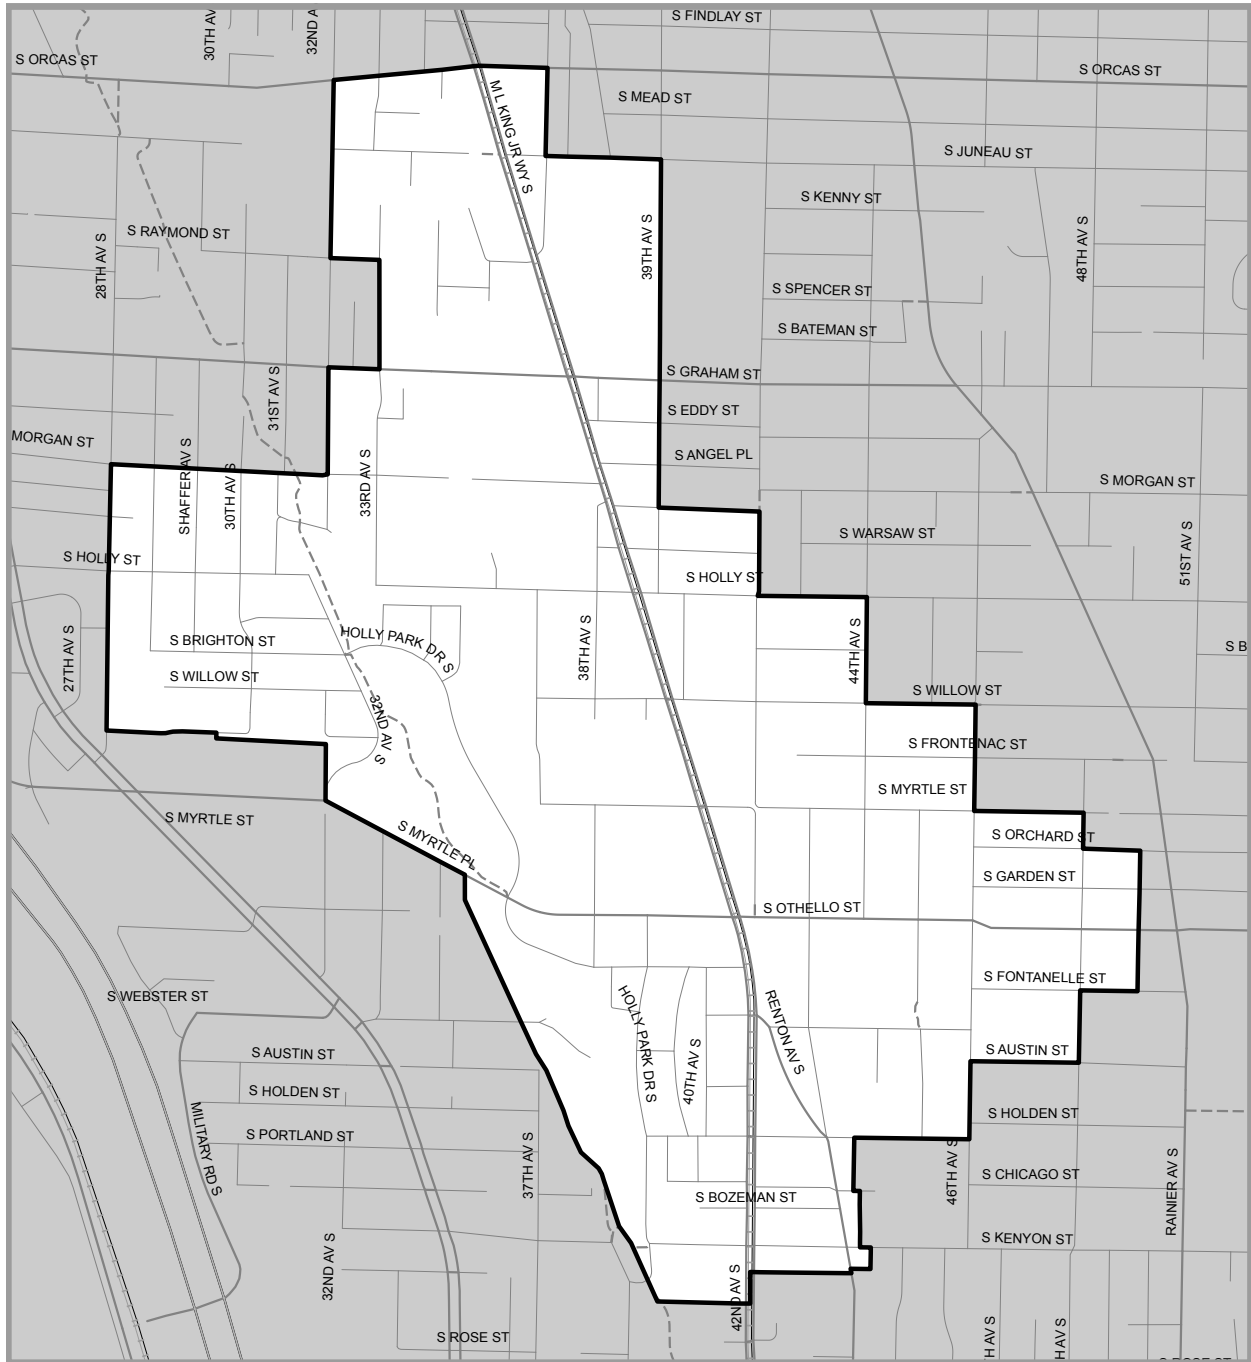 S FINDLAY ST
30TH AV
32ND A
S ORCAS ST
S ORCAS ST
S MEAD ST
M L KING JR WY S
S JUNEAU ST
S KENNY ST
39TH AV S
48TH AV S
S RAYMOND ST
28TH AV S
S SPENCER ST
S BATEMAN ST
S GRAHAM ST
31ST AV S
S EDDY ST
MORGAN ST
S ANGEL PL
SHAFFER AV S
30TH AV S
33RD AV S
S MORGAN ST
S WARSAW ST
51ST AV S
S HOLLY ST
S HOLLY ST
27TH AV S
S BRIGHTON ST
HOLLY PARK DR S
38TH AV S
44TH AV S
S B
S WILLOW ST
S WILLOW ST
32ND AV S
S FRONTENAC ST
S MYRTLE ST
S MYRTLE ST
S MYRTLE PL
S ORCHARD ST
S GARDEN ST
S OTHELLO ST
S FONTANELLE ST
S WEBSTER ST
HOLLY PARK DR S
RENTON AV S
40TH AV S
S AUSTIN ST
S AUSTIN ST
S HOLDEN ST
S HOLDEN ST
MILITARY RD S
S PORTLAND ST
37TH AV S
46TH AV S
S CHICAGO ST
RAINIER AV S
S BOZEMAN ST
S KENYON ST
32ND AV S
42ND AV S
S ROSE ST
H AV S
H AV S